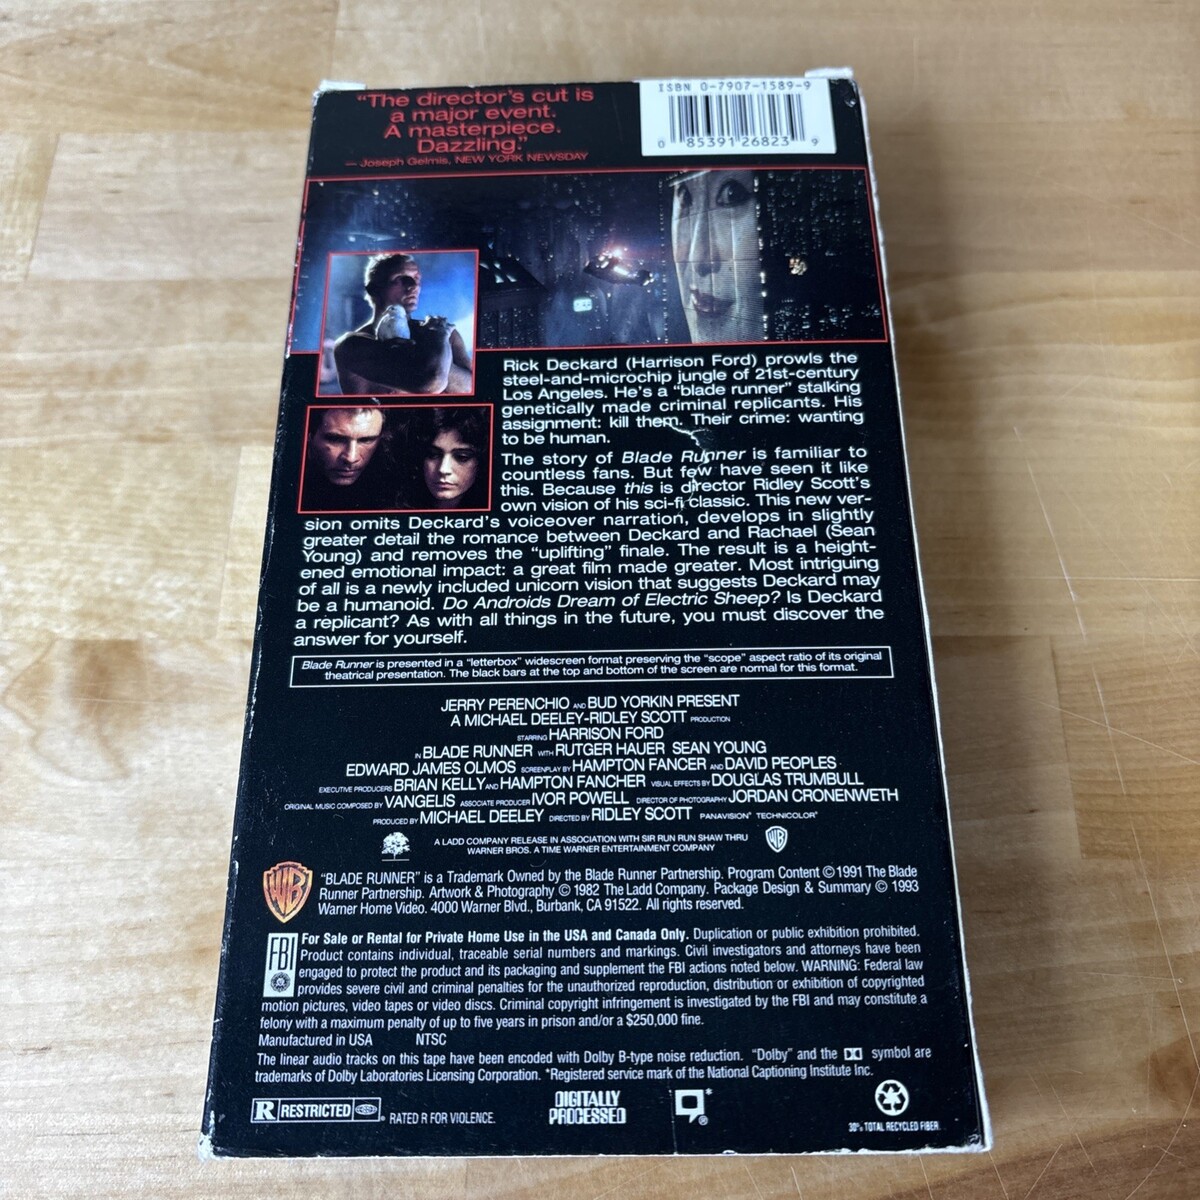 "The director's cut is
a major event.
A masterpiece.
Dazzling."
— Joseph Gelmis, NEW YORK NEWSDAY
ISBN 0-7907-1589-9
0 85391 26823 9
Rick Deckard (Harrison Ford) prowls the
steel-and-microchip jungle of 21st-century
Los Angeles. He's a "blade runner" stalking
genetically made criminal replicants. His
assignment: kill them. Their crime: wanting
to be human.
The story of Blade Runner is familiar to
countless fans. But few have seen it like
this. Because this is director Ridley Scott's
own vision of his sci-fi classic. This new ver-
sion omits Deckard's voiceover narration, develops in slightly
greater detail the romance between Deckard and Rachael (Sean
Young) and removes the "uplifting" finale. The result is a height-
ened emotional impact: a great film made greater. Most intriguing
of all is a newly included unicorn vision that suggests Deckard may
be a humanoid. Do Androids Dream of Electric Sheep? Is Deckard
a replicant? As with all things in the future, you must discover the
answer for yourself.
Blade Runner is presented in a "letterbox" widescreen format preserving the "scope" aspect ratio of its original
theatrical presentation. The black bars at the top and bottom of the screen are normal for this format.
JERRY PERENCHIO AND BUD YORKIN PRESENT
A MICHAEL DEELEY-RIDLEY SCOTT PRODUCTION
STARRING HARRISON FORD
IN BLADE RUNNER WITH RUTGER HAUER SEAN YOUNG
EDWARD JAMES OLMOS SCREENPLAY BY HAMPTON FANCER AND DAVID PEOPLES
EXECUTIVE PRODUCERS BRIAN KELLY AND HAMPTON FANCHER VISUAL EFFECTS BY DOUGLAS TRUMBULL
ORIGINAL MUSIC COMPOSED BY VANGELIS ASSOCIATE PRODUCER IVOR POWELL DIRECTOR OF PHOTOGRAPHY JORDAN CRONENWETH
PRODUCED BY MICHAEL DEELEY DIRECTED BY RIDLEY SCOTT PANAVISION® TECHNICOLOR®
A LADD COMPANY RELEASE IN ASSOCIATION WITH SIR RUN RUN SHAW THRU
WARNER BROS. A TIME WARNER ENTERTAINMENT COMPANY
WB
WB
"BLADE RUNNER" is a Trademark Owned by the Blade Runner Partnership. Program Content © 1991 The Blade
Runner Partnership. Artwork & Photography © 1982 The Ladd Company. Package Design & Summary © 1993
Warner Home Video. 4000 Warner Blvd., Burbank, CA 91522. All rights reserved.
FBI
For Sale or Rental for Private Home Use in the USA and Canada Only. Duplication or public exhibition prohibited.
Product contains individual, traceable serial numbers and markings. Civil investigators and attorneys have been
engaged to protect the product and its packaging and supplement the FBI actions noted below. WARNING: Federal law
provides severe civil and criminal penalties for the unauthorized reproduction, distribution or exhibition of copyrighted
motion pictures, video tapes or video discs. Criminal copyright infringement is investigated by the FBI and may constitute a
felony with a maximum penalty of up to five years in prison and/or a $250,000 fine.
Manufactured in USA NTSC
The linear audio tracks on this tape have been encoded with Dolby B-type noise reduction. "Dolby" and the symbol are
trademarks of Dolby Laboratories Licensing Corporation. *Registered service mark of the National Captioning Institute Inc.
R RESTRICTED ® RATED R FOR VIOLENCE.
DIGITALLY
PROCESSED
*®
30% TOTAL RECYCLED FIBER